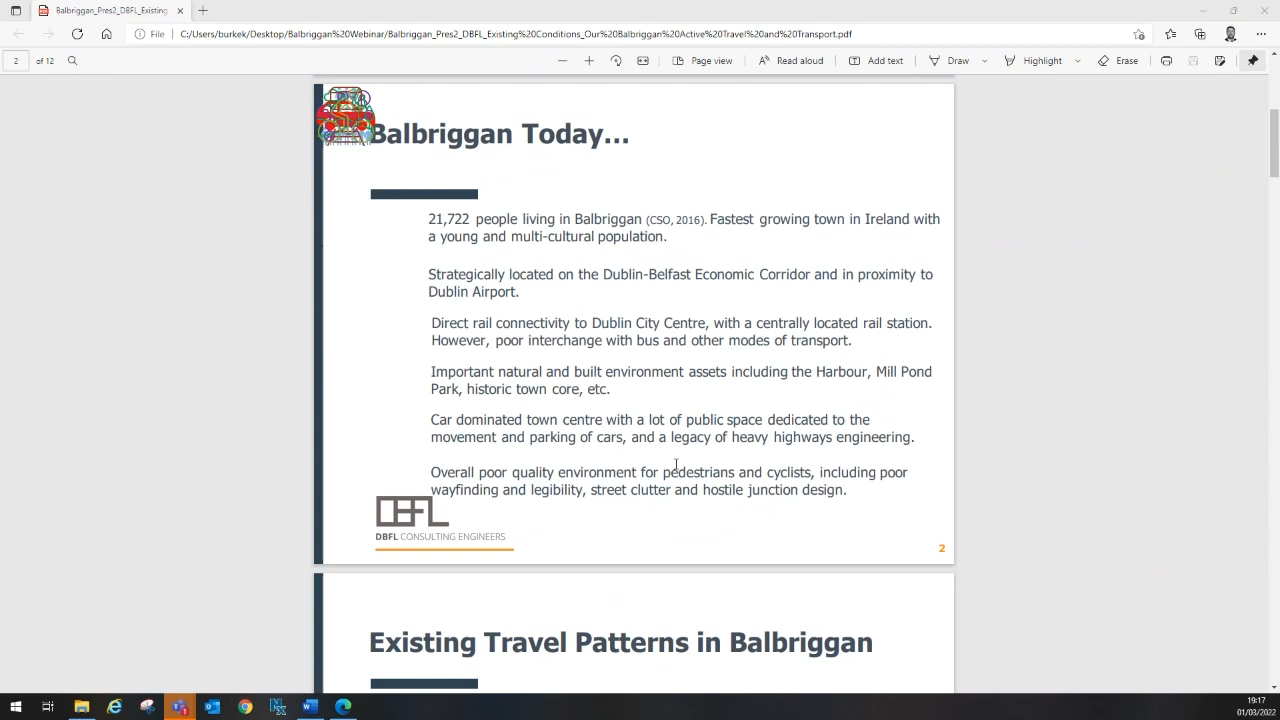 Balbriggan_Pres2_DBFL_Existing
File
C:/Users/burkek/Desktop/Balbriggan%20Webinar/Balbriggan_Pres2_DBFL_Existing%20Conditions_Our%20Balbriggan%20Active%20Travel%20and%20Transport.pdf
2 of 12
Page view
Read aloud
Add text
Draw
Highlight
Erase
Balbriggan Today...
21,722 people living in Balbriggan (CSO, 2016). Fastest growing town in Ireland with
a young and multi-cultural population.
Strategically located on the Dublin-Belfast Economic Corridor and in proximity to
Dublin Airport.
Direct rail connectivity to Dublin City Centre, with a centrally located rail station.
However, poor interchange with bus and other modes of transport.
Important natural and built environment assets including the Harbour, Mill Pond
Park, historic town core, etc.
Car dominated town centre with a lot of public space dedicated to the
movement and parking of cars, and a legacy of heavy highways engineering.
Overall poor quality environment for pedestrians and cyclists, including poor
wayfinding and legibility, street clutter and hostile junction design.
DBFL
DBFL CONSULTING ENGINEERS
2
Existing Travel Patterns in Balbriggan
19:17
01/03/2022